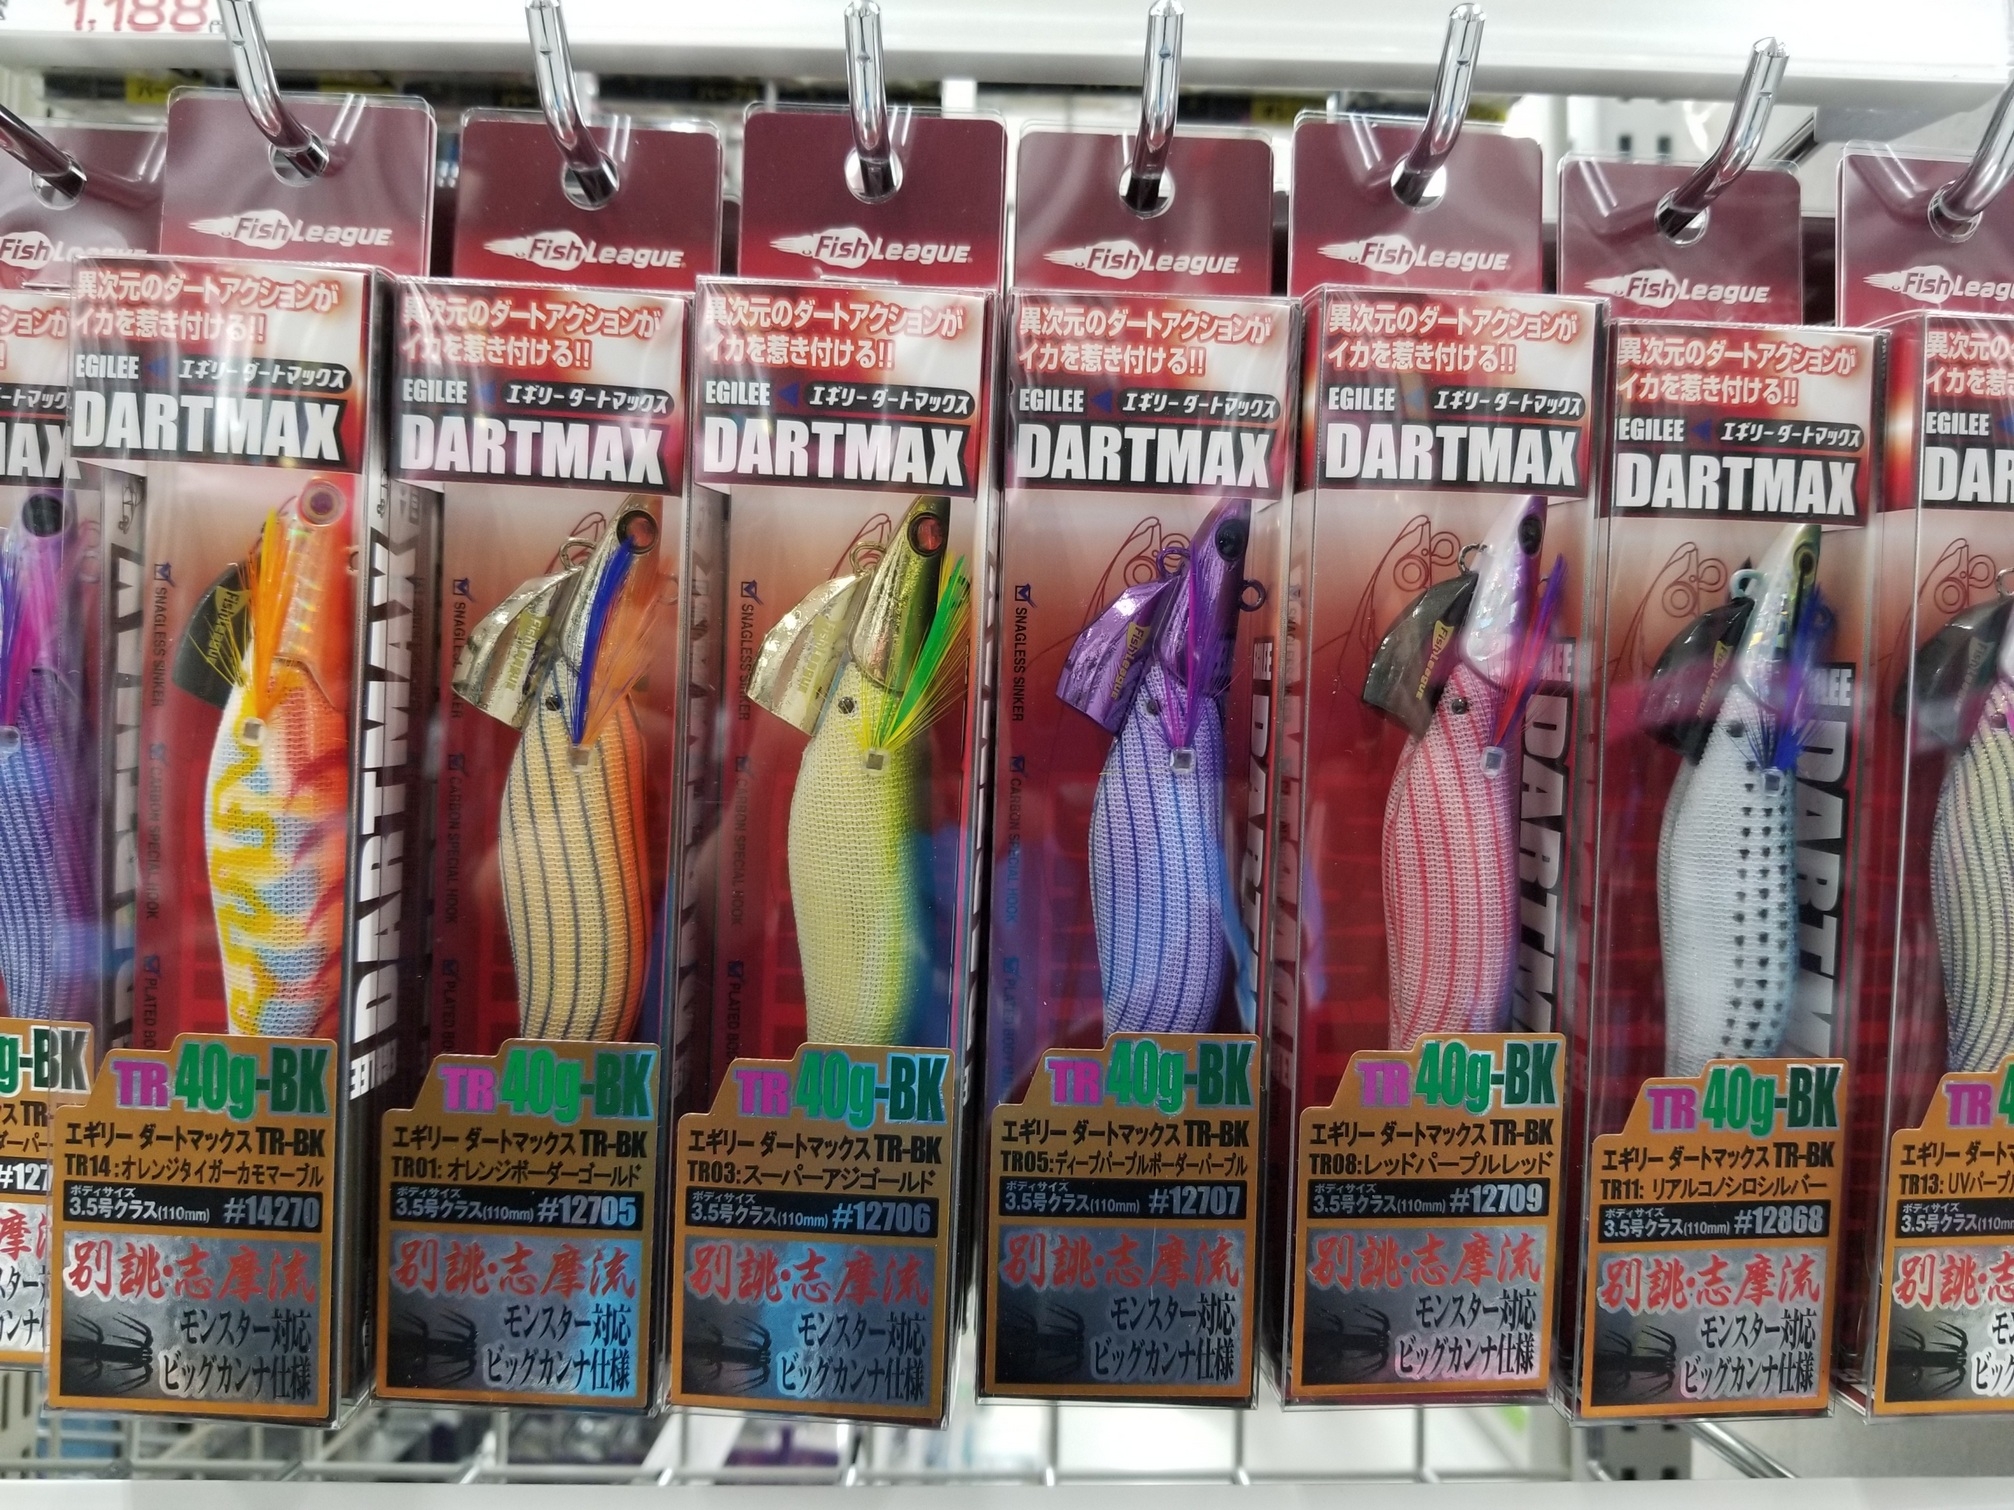 1,188
FishLeague
異次元のダートアクションが
イカを惹き付ける!!
EGILEE エギリーダートマックス
DARTMAX
SNAGLESS SINKER
CARBON SPECIAL HOOK
DARTMAX
TR 40g-BK
エギリー ダートマックス TR-BK
TR14:オレンジタイガーカモマーブル
ボディサイズ
3.5号クラス(110mm) #14270
別誂・志摩流
モンスター対応
ビッグカンナ仕様
FishLeague
異次元のダートアクションが
イカを惹き付ける!!
EGILEE エギリーダートマックス
DARTMAX
SNAGLESS SINKER
CARBON SPECIAL HOOK
TR 40g-BK
エギリー ダートマックス TR-BK
TR01:オレンジボーダーゴールド
ボディサイズ
3.5号クラス(110mm) #12705
別誂・志摩流
モンスター対応
ビッグカンナ仕様
FishLeague
異次元のダートアクションが
イカを惹き付ける!!
EGILEE エギリーダートマックス
DARTMAX
SNAGLESS SINKER
CARBON SPECIAL HOOK
TR 40g-BK
エギリー ダートマックス TR-BK
TR03:スーパーアジゴールド
ボディサイズ
3.5号クラス(110mm) #12706
別誂・志摩流
モンスター対応
ビッグカンナ仕様
FishLeague
異次元のダートアクションが
イカを惹き付ける!!
EGILEE エギリーダートマックス
DARTMAX
SNAGLESS SINKER
CARBON SPECIAL HOOK
TR 40g-BK
エギリー ダートマックス TR-BK
TR05:ディープパープルボーダーパープル
ボディサイズ
3.5号クラス(110mm) #12707
別誂・志摩流
モンスター対応
ビッグカンナ仕様
FishLeague
異次元のダートアクションが
イカを惹き付ける!!
EGILEE エギリーダートマックス
DARTMAX
TR 40g-BK
エギリー ダートマックス TR-BK
TR08:レッドパープルレッド
ボディサイズ
3.5号クラス(110mm) #12709
別誂・志摩流
モンスター対応
ビッグカンナ仕様
FishLeague
異次元のダートアクションが
イカを惹き付ける!!
EGILEE エギリーダートマックス
DARTMAX
TR 40g-BK
エギリー ダートマックス TR-BK
TR11: リアルコノシロシルバー
ボディサイズ
3.5号クラス(110mm) #12868
別誂・志摩流
モンスター対応
ビッグカンナ仕様